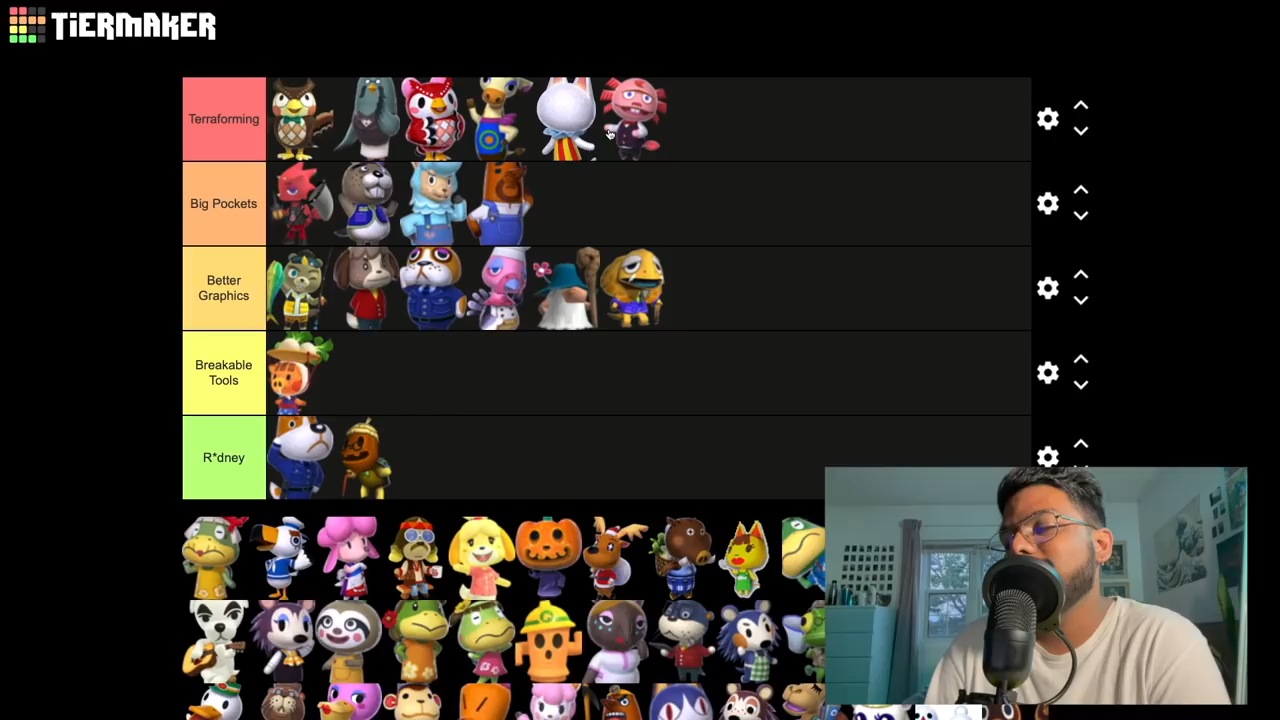 TIERMAKER
Terraforming
Big Pockets
Better
Graphics
Breakable
Tools
R*dney